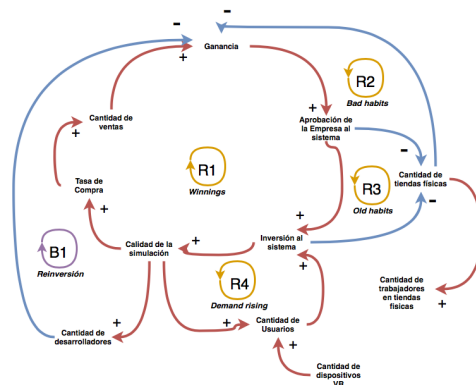 -
-
Ganancia
+
R2
Bad habits
+
Aprobación de
la Empresa al
sistema
+
Cantidad
de ventas
-
R1
Winnings
R3
Old habits
Cantidad de
tiendas físicas
-
+
Tasa de
Compra
+
+
Calidad de la
simulación
+
Inversión al
sistema
+
B1
Reinversión
R4
Demand rising
Cantidad de
trabajadores
en tiendas
físicas
+
+
Cantidad de
desarrolladores
+
Cantidad de
Usuarios
+
Cantidad de
dispositivos
VR